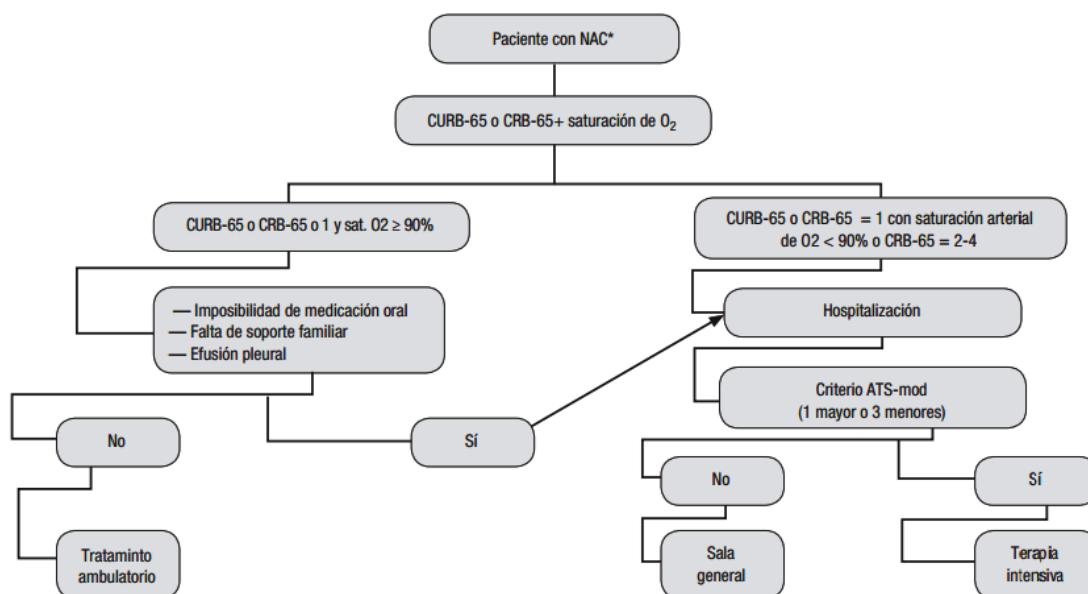 Paciente con NAC*
CURB-65 o CRB-65+ saturación de O2
CURB-65 o CRB-65 o 1 y sat. O2 ≥ 90%
CURB-65 o CRB-65 = 1 con saturación arterial
de O2 < 90% o CRB-65 = 2-4
— Imposibilidad de medicación oral
— Falta de soporte familiar
— Efusión pleural
Hospitalización
Criterio ATS-mod
(1 mayor o 3 menores)
No
Sí
No
Sí
Trataminto
ambulatorio
Sala
general
Terapia
intensiva